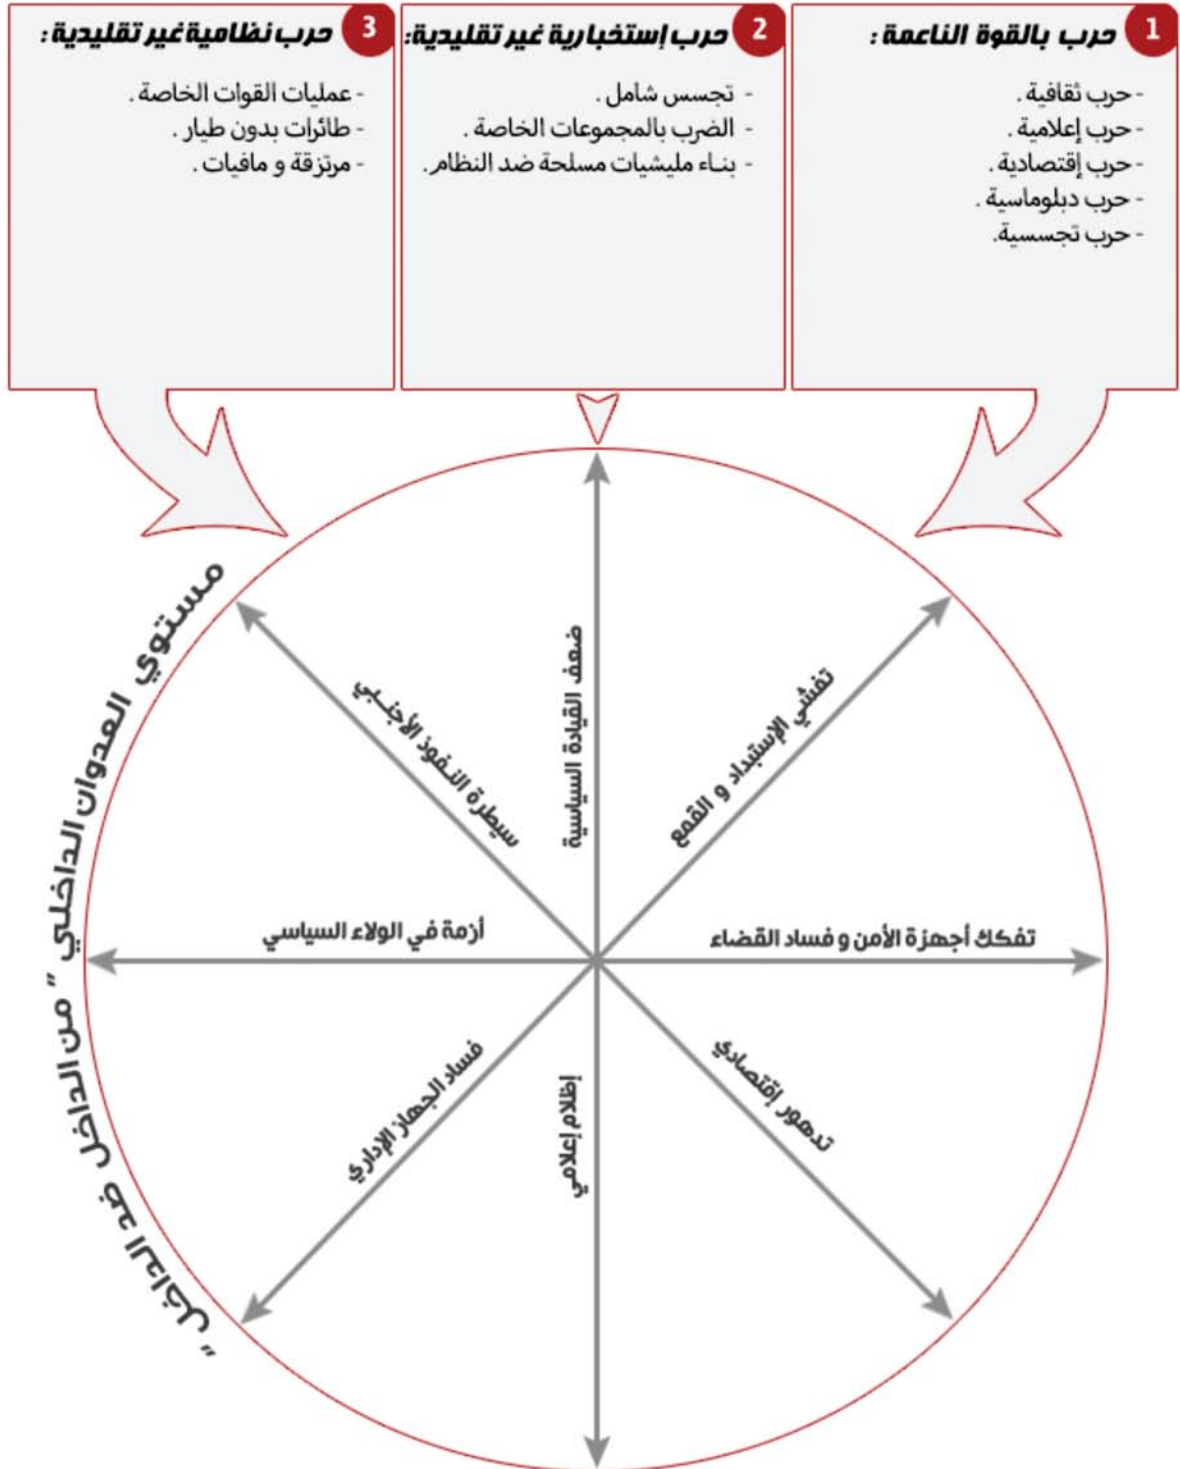 1
حرب بالقوة الناعمة :
- حرب ثقافية .
- حرب إعلامية .
- حرب إقتصادية .
- حرب دبلوماسية .
- حرب تجسسية.
2
حرب إستخبارية غير تقليدية:
- تجسس شامل .
- الضرب بالمجموعات الخاصة .
- بناء مليشيات مسلحة ضد النظام .
3
حرب نظامية غير تقليدية :
- عمليات القوات الخاصة .
- طائرات بدون طيار .
- مرتزقة و مافيات .
ضعف القيادة السياسية
تفشي الإستبداد و القمع
تفكك أجهزة الأمن و فساد القضاء
تدهور إقتصادي
إظلام إعلامي
فساد الجهاز الإداري
أزمة في الولاء السياسي
سيطرة النفوذ الأجنبي
مستوي العدوان الداخلي " من الداخل ضد الداخل "